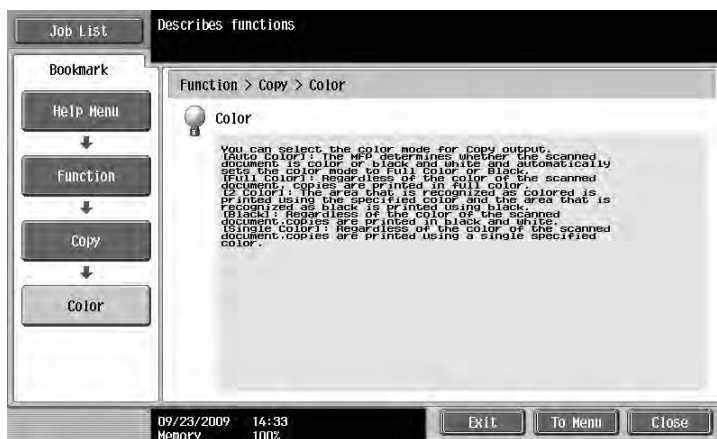 Job List
Describes functions
Bookmark
Help Menu
Function
Copy
Color
Function > Copy > Color
Color
You can select the color mode for Copy output.
[Auto Color]: The MFP determines whether the scanned
document is color or black and white and automatically
sets the color mode to Full Color or Black.
[Full Color]: Regardless of the color of the scanned
document, copies are printed in full color.
[2 Color]: The area that is recognized as colored is
printed using the specified color and the area that is
recognized as black is printed using black.
[Black]: Regardless of the color of the scanned
document.copies are printed in black and white.
[Single Color]: Regardless of the color of the scanned
document.copies are printed using a single specified
color.
09/23/2009 14:33
Memory 100%
Exit
To Menu
Close